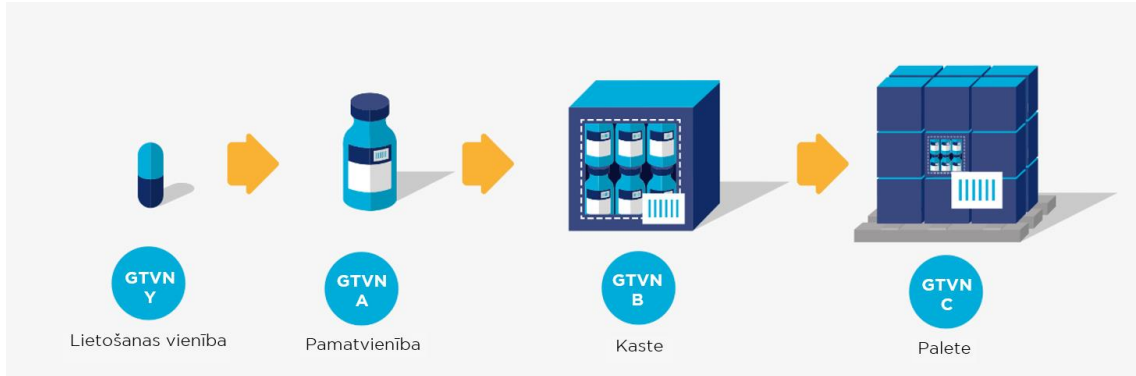 GTVN
Y
GTVN
A
GTVN
B
GTVN
C
Lietošanas vienība
Pamatvienība
Kaste
Palete